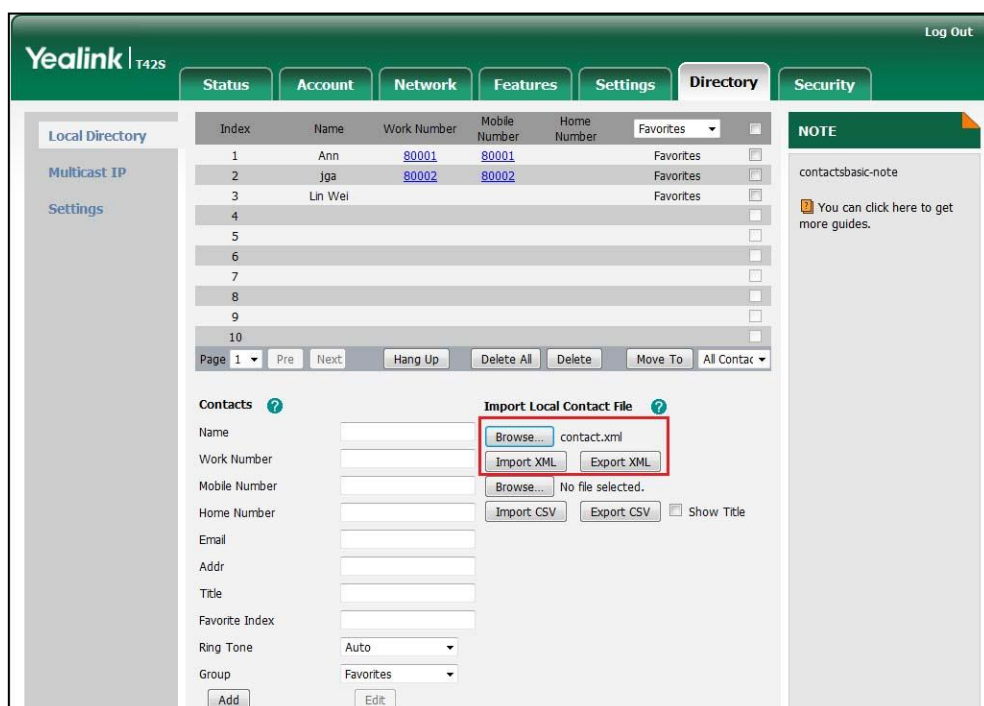 Log Out
Yealink | T42S
Status Account Network Features Settings Directory Security
Local Directory
Multicast IP
Settings
Index Name Work Number Mobile Number Home Number Favorites
1 Ann 80001 80001 Favorites
2 jga 80002 80002 Favorites
3 Lin Wei Favorites
4
5
6
7
8
9
10
Page 1 Pre Next Hang Up Delete All Delete Move To All Contac
Contacts ?
Name
Work Number
Mobile Number
Home Number
Email
Addr
Title
Favorite Index
Ring Tone Auto
Group Favorites
Add Edit
Import Local Contact File ?
Browse... contact.xml
Import XML Export XML
Browse... No file selected.
Import CSV Export CSV Show Title
NOTE
contactsbasic-note
? You can click here to get
more guides.